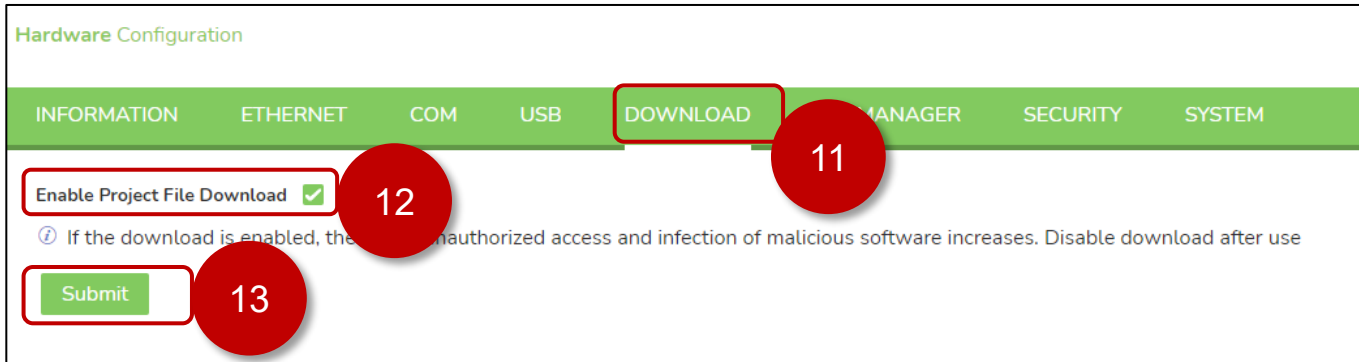 Hardware Configuration
INFORMATION ETHERNET COM USB DOWNLOAD MANAGER SECURITY SYSTEM
11
Enable Project File Download
12
If the download is enabled, the unauthorized access and infection of malicious software increases. Disable download after use
Submit
13